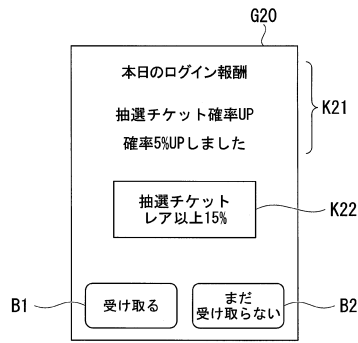 G20
本日のログイン報酬
抽選チケット確率UP
確率5%UPしました
K21
抽選チケット
レア以上15%
K22
B1
受け取る
まだ
受け取らない
B2